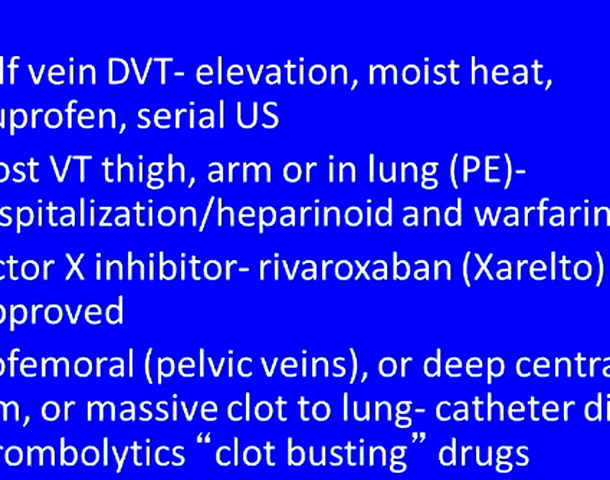 lf vein DVT- elevation, moist heat,
uprofen, serial US
ost VT thigh, arm or in lung (PE)-
spitalization/heparinoid and warfarin
ctor X inhibitor- rivaroxaban (Xarelto)
pproved
ofemoral (pelvic veins), or deep centra
m, or massive clot to lung- catheter di
rombolytics “clot busting” drugs